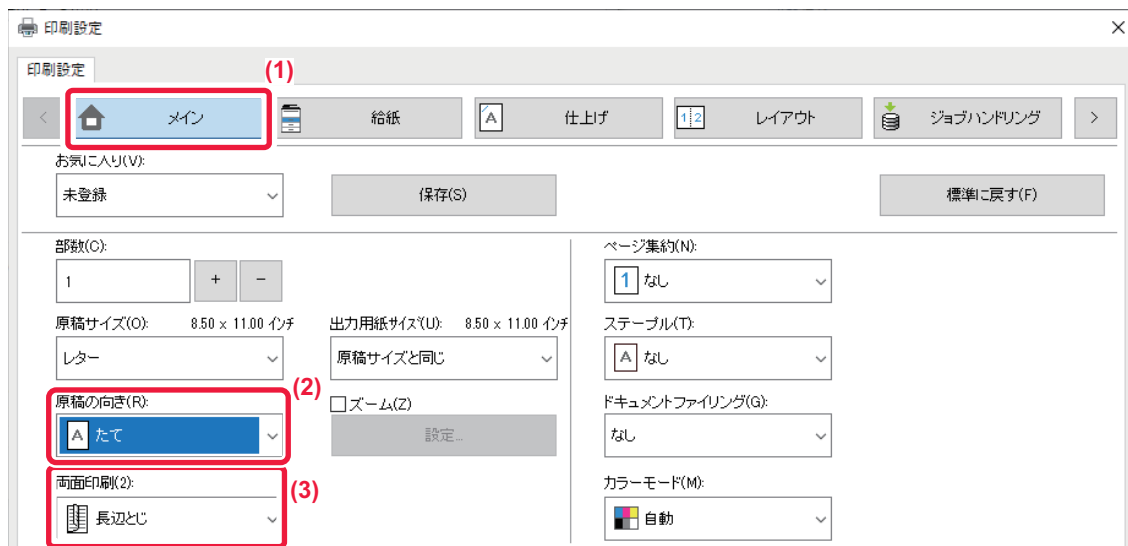 印刷設定
印刷設定
(1)
メイン
給紙
A
仕上げ
1 2
レイアウト
ジョブハンドリング
お気に入り(V):
未登録
保存(S)
標準に戻す(F)
部数(C):
1
+
-
ページ集約(N):
1 なし
原稿サイズ(O): 8.50 x 11.00 インチ
レター
出力用紙サイズ(U): 8.50 x 11.00 インチ
原稿サイズと同じ
ステープル(T):
A なし
(2)
原稿の向き(R):
A たて
ズーム(Z)
設定...
ドキュメントファイリング(G):
なし
両面印刷(2):
(3)
長辺とじ
カラーモード(M):
自動